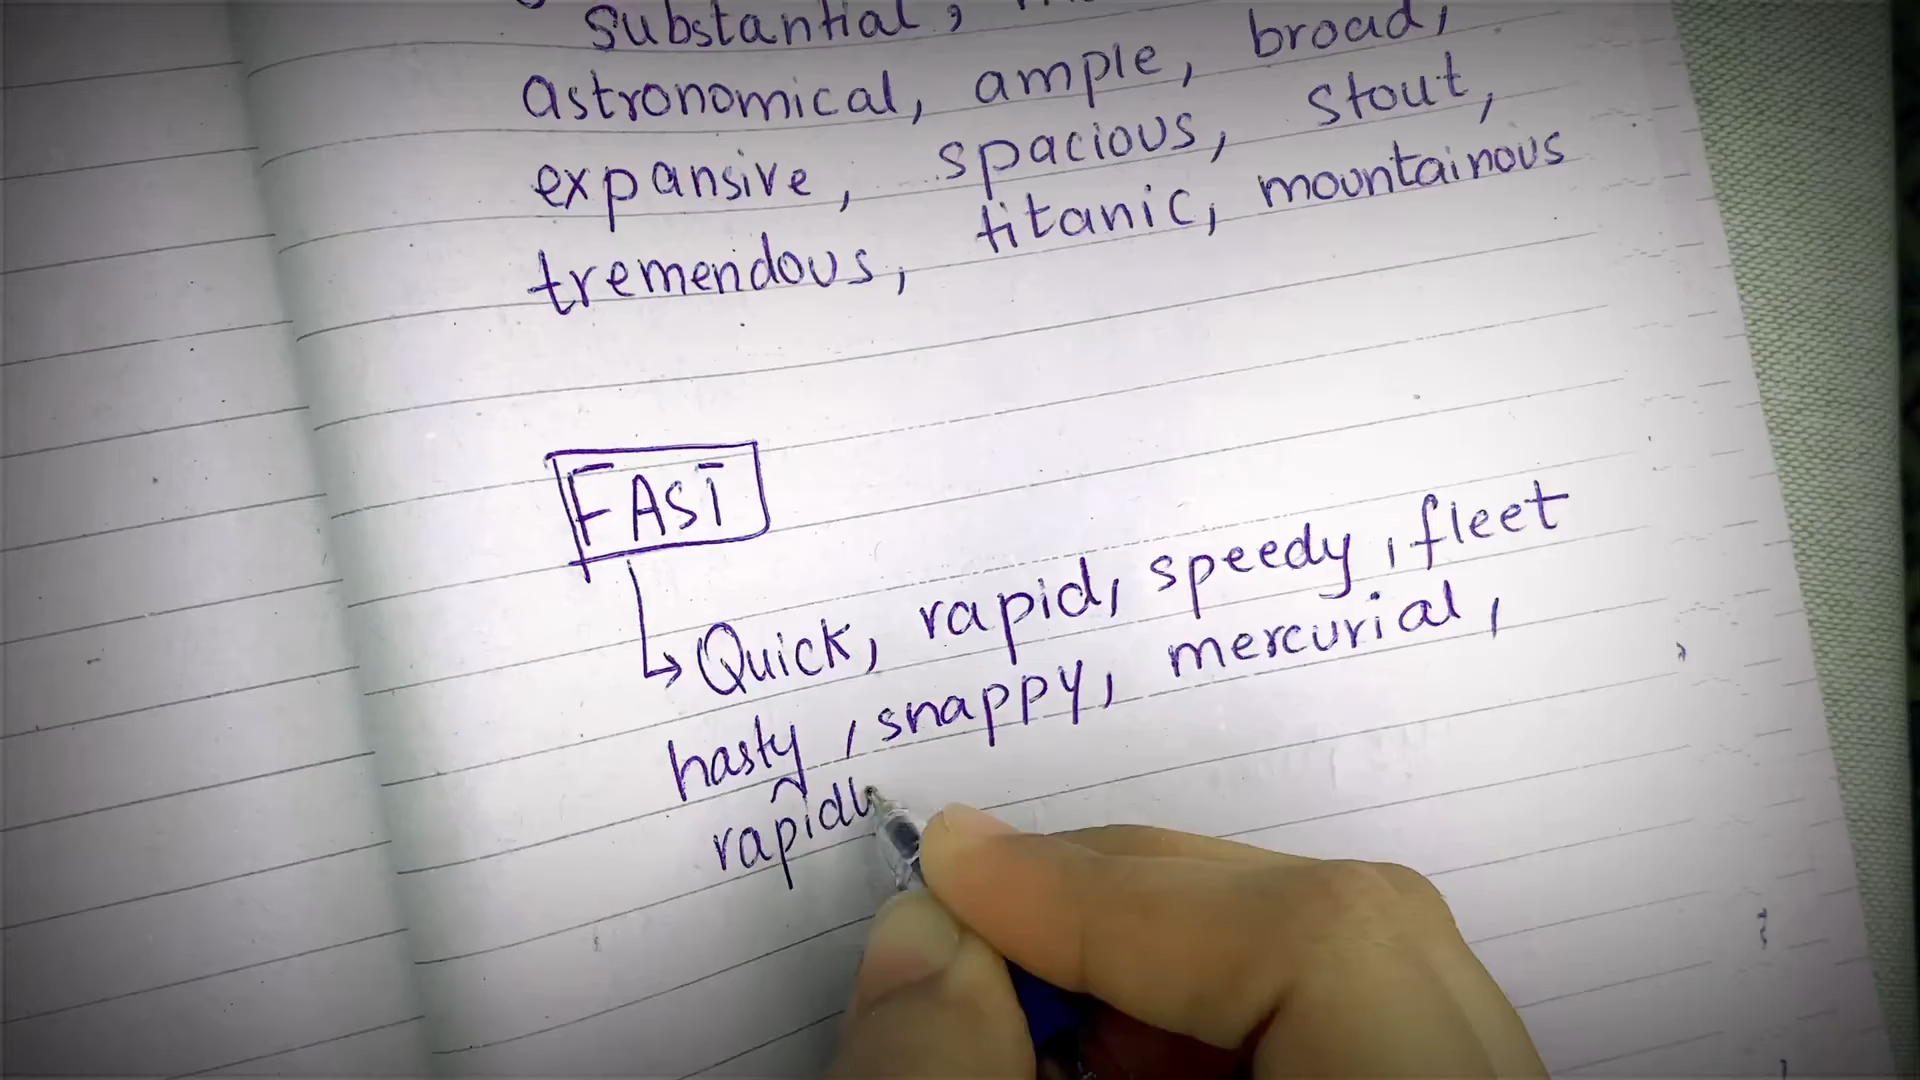 substantial,
astronomical, ample, broad,
expansive, spacious, stout,
tremendous, titanic, mountainous
FAST
Quick, rapid, speedy, fleet
hasty, snappy, mercurial,